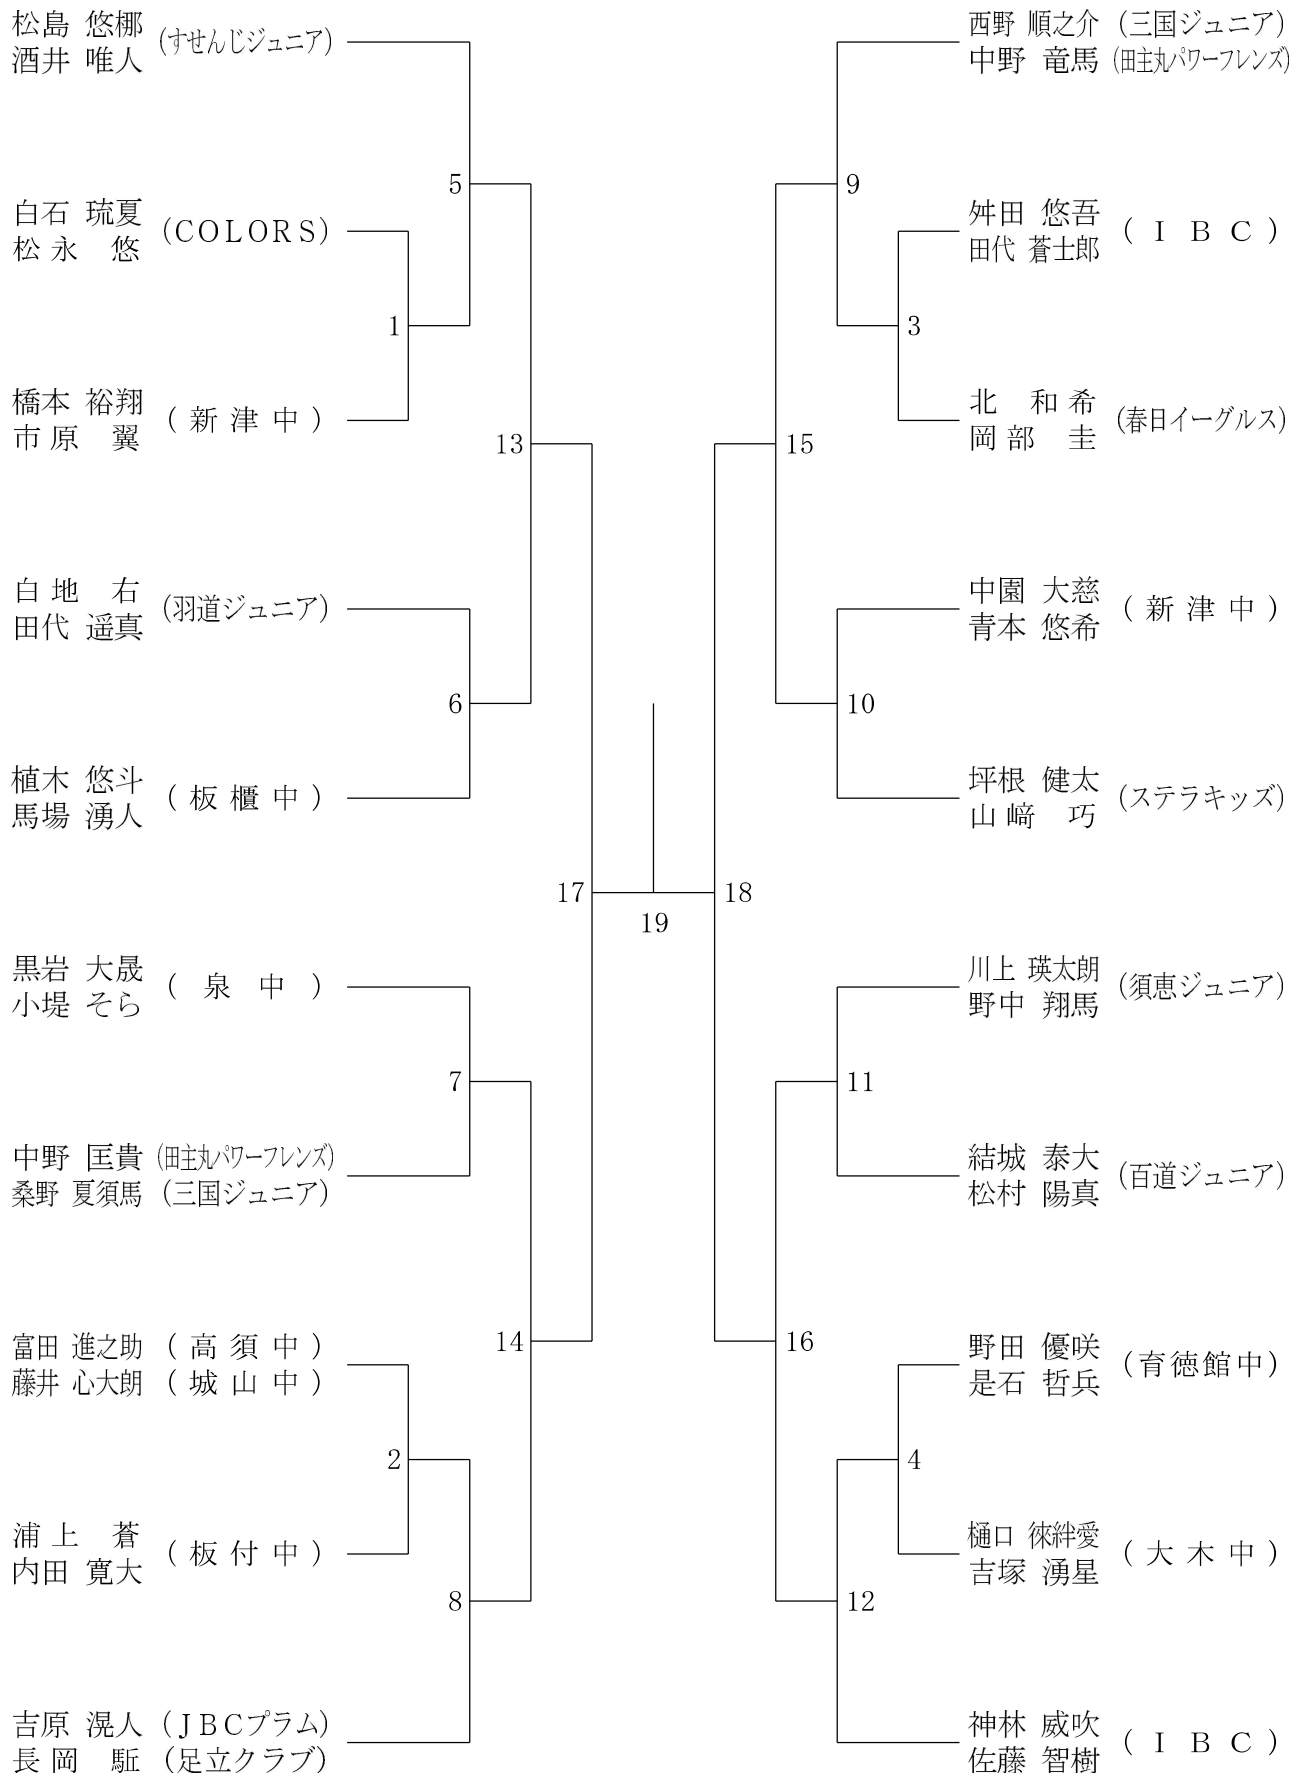 松島 悠梛 (すせんじジュニア)
酒井 唯人
5
白石 琉夏 (COLORS)
松永 悠
1
橋本 裕翔 (新津中)
市原 翼
13
白地 右 (羽道ジュニア)
田代 遥真
6
植木 悠斗 (板櫃中)
馬場 湧人
17
黒岩 大晟 (泉中)
小堤 そら
7
中野 匡貴 (田主丸パワーフレンズ)
桑野 夏須馬 (三国ジュニア)
14
富田 進之助 (高須中)
藤井 心大朗 (城山中)
2
浦上 蒼 (板付中)
内田 寛大
8
吉原 滉人 (JBCプラム)
長岡 駈 (足立クラブ)
19
西野 順之介 (三国ジュニア)
中野 竜馬 (田主丸パワーフレンズ)
9
舛田 悠吾 (IBC)
田代 蒼士郎
3
北 和希 (春日イーグルス)
岡部 圭
15
中園 大慈 (新津中)
青本 悠希
10
坪根 健太 (ステラキッズ)
山﨑 巧
18
川上 瑛太朗 (須恵ジュニア)
野中 翔馬
11
結城 泰大 (百道ジュニア)
松村 陽真
16
野田 優咲 (育徳館中)
是石 哲兵
4
樋口 徠絆愛 (大木中)
吉塚 湧星
12
神林 威吹 (IBC)
佐藤 智樹